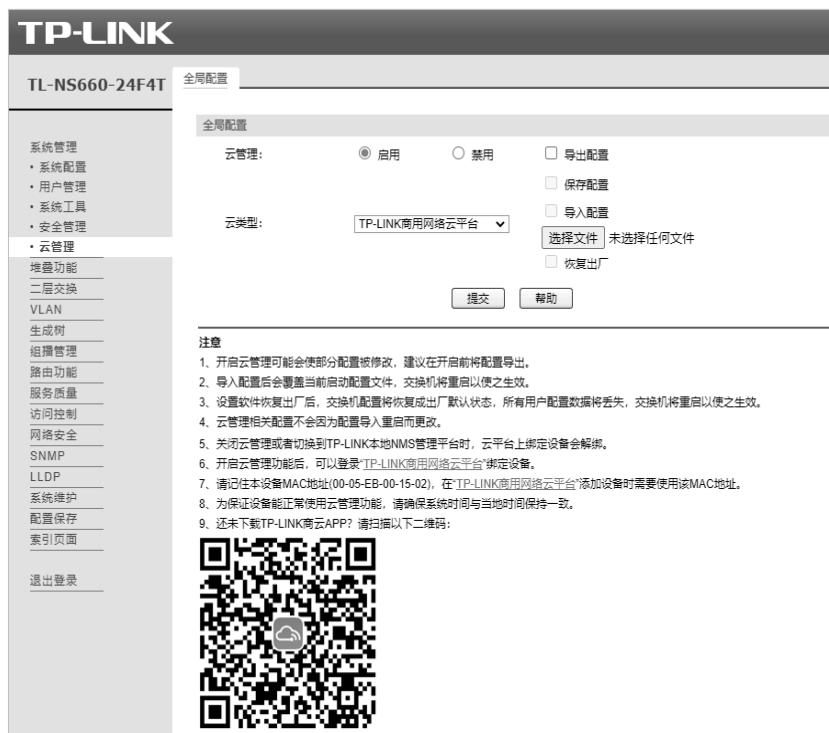 TP-LINK
TL-NS660-24F4T
全局配置
系统管理
• 系统配置
• 用户管理
• 系统工具
• 安全管理
• 云管理
堆叠功能
二层交换
VLAN
生成树
组播管理
路由功能
服务质量
访问控制
网络安全
SNMP
LLDP
系统维护
配置保存
索引页面
退出登录
全局配置
云管理： 启用 禁用 导出配置
保存配置
导入配置
云类型： TP-LINK商用网络云平台
选择文件 未选择任何文件
恢复出厂
提交 帮助
注意
1、开启云管理可能会使部分配置被修改，建议在开启前将配置导出。
2、导入配置后会覆盖当前启动配置文件，交换机将重启以使之生效。
3、设置软件恢复出厂后，交换机配置将恢复成出厂默认状态，所有用户配置数据将丢失，交换机将重启以使之生效。
4、云管理相关配置不会因为配置导入重启而更改。
5、关闭云管理或者切换到TP-LINK本地NMS管理平台时，云平台上绑定设备会解绑。
6、开启云管理功能后，可以登录“TP-LINK商用网络云平台”绑定设备。
7、请记住本设备MAC地址(00-05-EB-00-15-02)，在“TP-LINK商用网络云平台”添加设备时需要使用该MAC地址。
8、为保证设备能正常使用云管理功能，请确保系统时间与当地时间保持一致。
9、还未下载TP-LINK商云APP？请扫描以下二维码：